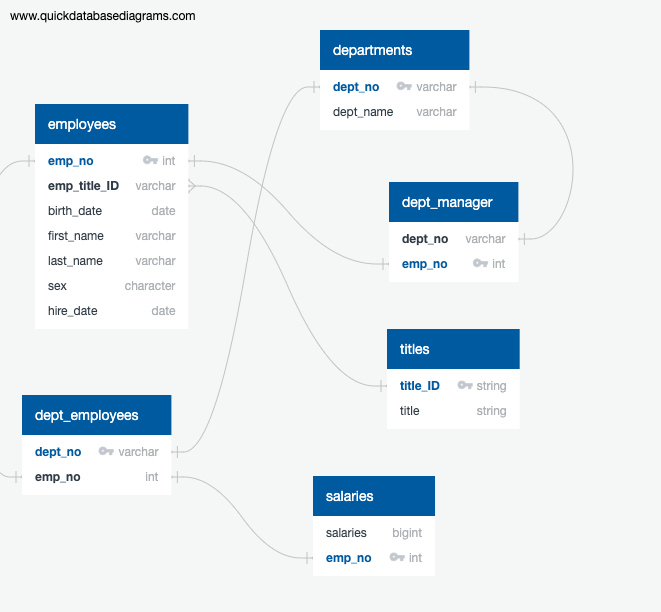 www.quickdatabasediagrams.com
departments
dept_no varchar
dept_name varchar
employees
emp_no int
emp_title_ID varchar
birth_date date
first_name varchar
last_name varchar
sex character
hire_date date
dept_manager
dept_no varchar
emp_no int
titles
title_ID string
title string
dept_employees
dept_no varchar
emp_no int
salaries
salaries bigint
emp_no int